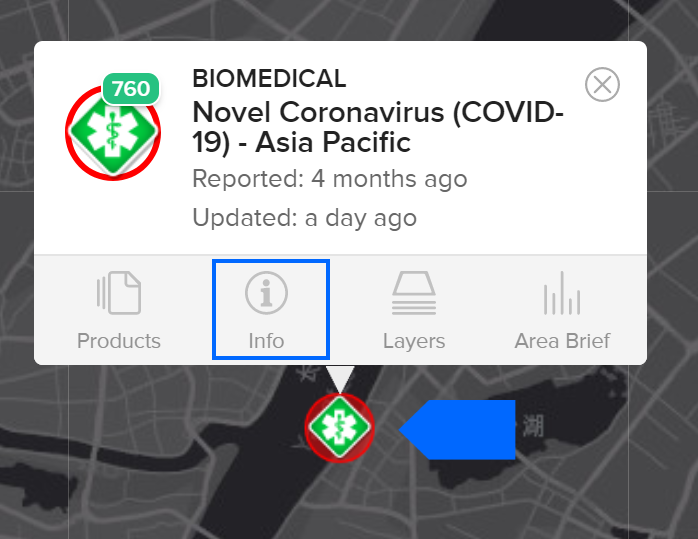 760
BIOMEDICAL
Novel Coronavirus (COVID-
19) - Asia Pacific
Reported: 4 months ago
Updated: a day ago
Products
Info
Layers
Area Brief
湖